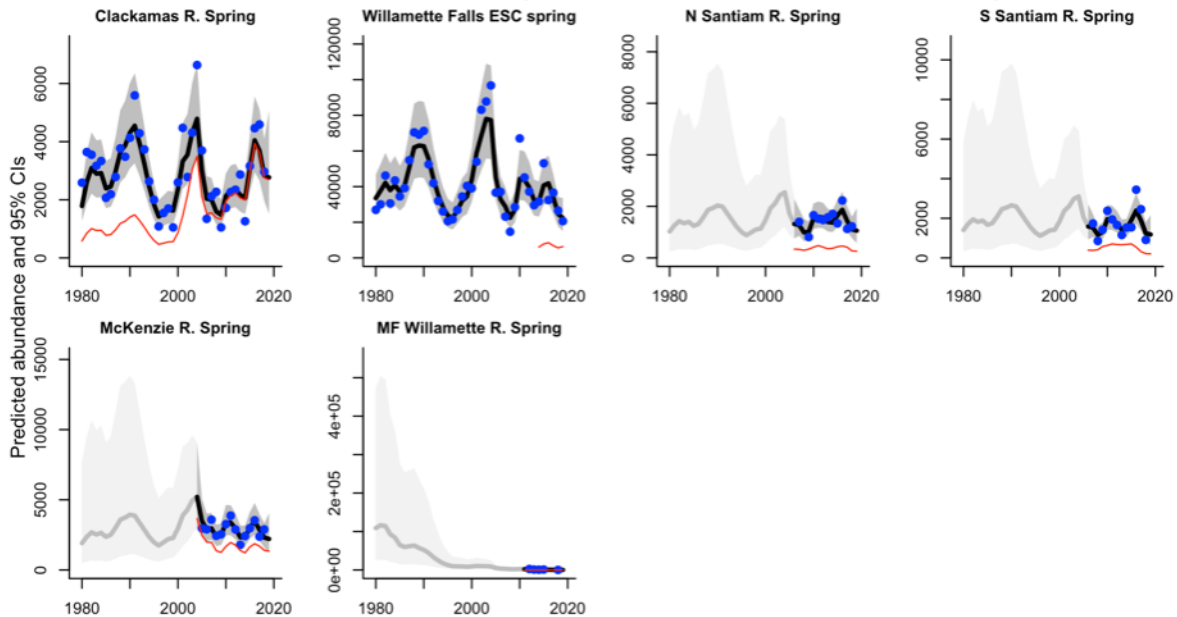 Predicted abundance and 95% CIs
Clackamas R. Spring
0 2000 4000 6000
1980 2000 2020
Willamette Falls ESC spring
0 40000 80000 120000
1980 2000 2020
N Santiam R. Spring
0 2000 4000 6000 8000
1980 2000 2020
S Santiam R. Spring
0 2000 6000 10000
1980 2000 2020
McKenzie R. Spring
0 5000 10000 15000
1980 2000 2020
MF Willamette R. Spring
0e+00 2e+05 4e+05
1980 2000 2020